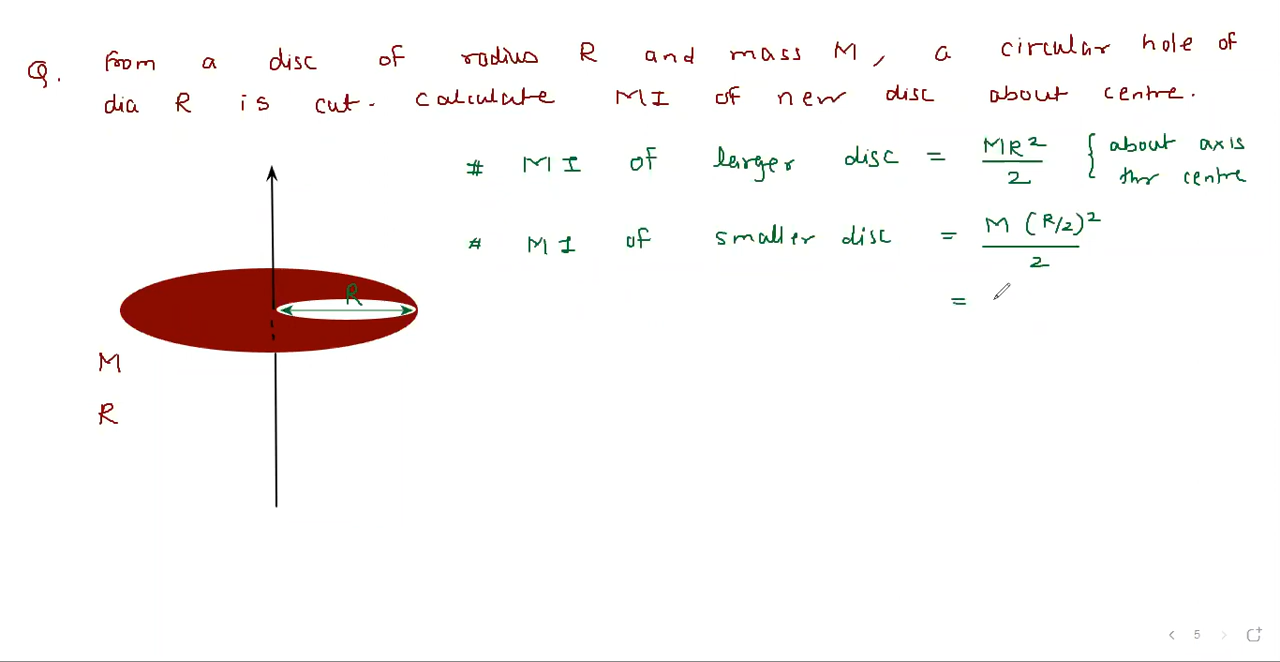 Q. From a disc of radius R and mass M, a circular hole of
dia R is cut. Calculate MI of new disc about centre.
# MI of larger disc = MR²/2 { about axis
thr centre
# MI of smaller disc = M(R/2)²/2
=
R
M
R
5